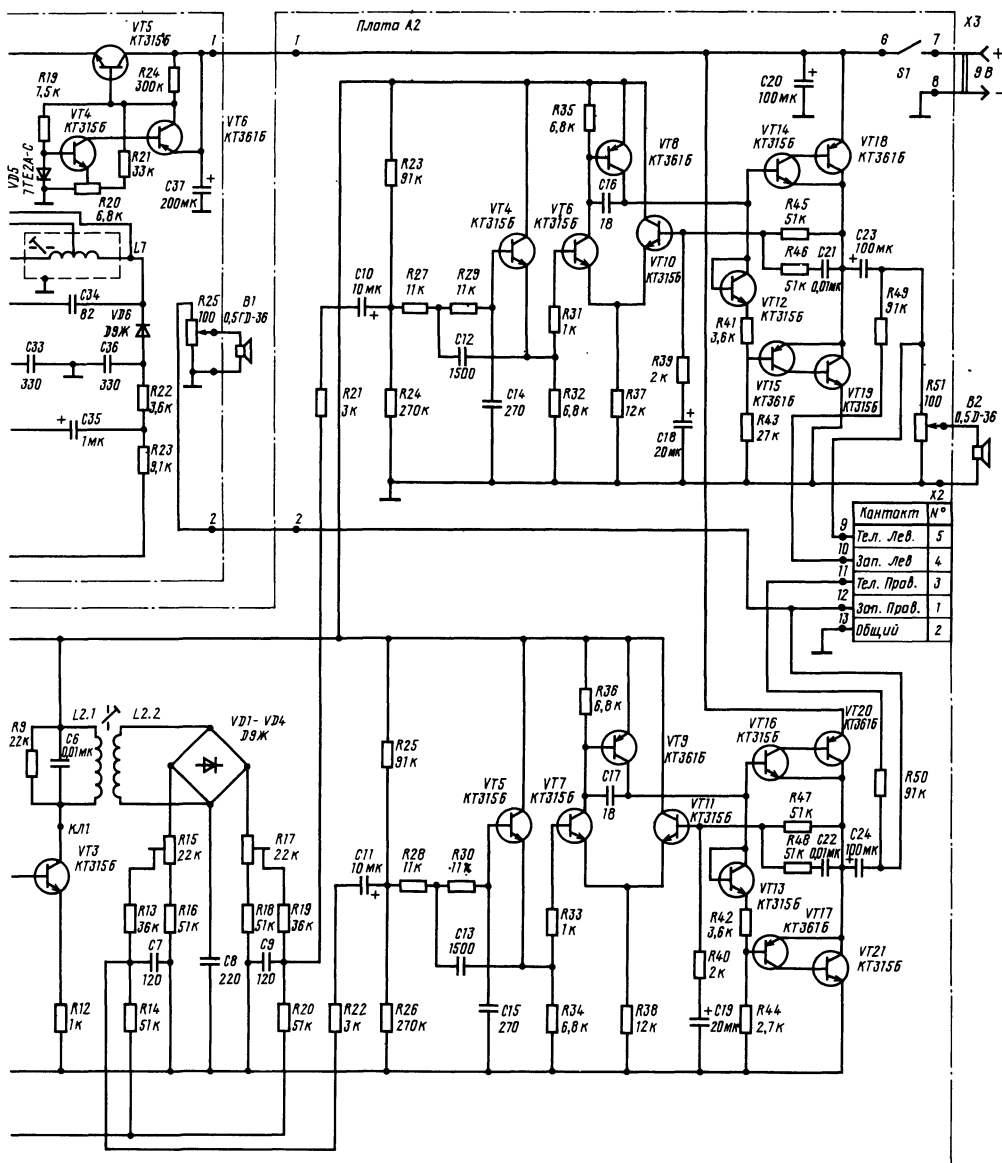 Плата А2
VT5
КТ315Б
1
1
6
7
X3
+
9В
-
8
S1
R19
7,5к
R24
300к
VT4
КТ315Б
VT6
КТ361Б
VD5
7ГЕ2А-С
R21
33к
R20
6,8к
C37
200мк
+
L7
C34
82
VD6
Д9Ж
R25
100
B1
0,5ГД-36
C33
330
C36
330
R22
3,6к
+
C35
1мк
R23
9,1к
2
2
R23
91к
R35
6,8к
VT8
КТ361Б
C16
18
VT4
КТ315Б
VT6
КТ315Б
VT10
КТ315Б
C10
10мк
+
R27
11к
R29
11к
C12
1500
R31
1к
R21
3к
R24
270к
C14
270
R32
6,8к
R37
12к
R39
2к
+
C18
20мк
C20
100мк
+
VT14
КТ315Б
VT18
КТ361Б
R45
51к
R46
51к
C21
0,01мк
C23
100мк
+
VT12
КТ315Б
R41
3,6к
VT15
КТ361Б
VT19
КТ315Б
R43
27к
R49
91к
R51
100
B2
0,5Д-36
X2
Контакт N°
9 Тел. Лев. 5
10 Зап. Лев 4
11 Тел. Прав. 3
12 Зап. Прав. 1
13 Общий 2
R9
22к
C6
0,01мк
L2.1
L2.2
VD1-VD4
Д9Ж
КЛ1
VT3
КТ315Б
R15
22к
R17
22к
R13
36к
R16
51к
R18
51к
R19
36к
C7
120
C8
220
C9
120
R12
1к
R14
51к
R20
51к
R22
3к
R25
91к
R36
6,8к
VT9
КТ361Б
C17
18
VT5
КТ315Б
VT7
КТ315Б
VT11
КТ315Б
C11
10мк
+
R28
11к
R30
11к
C13
1500
R33
1к
R26
270к
C15
270
R34
6,8к
R38
12к
R40
2к
+
C19
20мк
VT16
КТ315Б
VT20
КТ361Б
R47
51к
R48
51к
C22
0,01мк
C24
100мк
+
R50
91к
VT13
КТ315Б
R42
3,6к
VT17
КТ361Б
VT21
КТ315Б
R44
2,7к